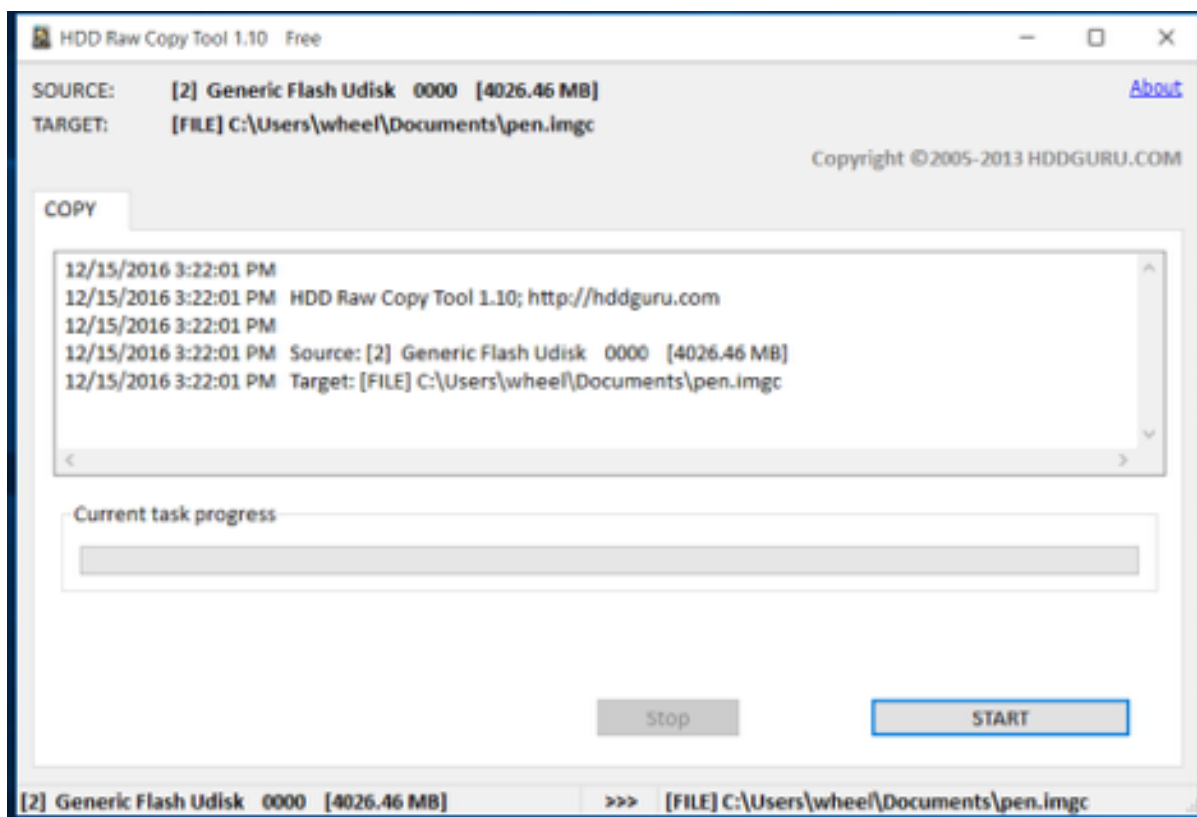 HDD Raw Copy Tool 1.10 Free
SOURCE: [2] Generic Flash Udisk 0000 [4026.46 MB]
About
TARGET: [FILE] C:\Users\wheel\Documents\pen.imgc
Copyright ©2005-2013 HDDGURU.COM
COPY
12/15/2016 3:22:01 PM
12/15/2016 3:22:01 PM HDD Raw Copy Tool 1.10; http://hddguru.com
12/15/2016 3:22:01 PM
12/15/2016 3:22:01 PM Source: [2] Generic Flash Udisk 0000 [4026.46 MB]
12/15/2016 3:22:01 PM Target: [FILE] C:\Users\wheel\Documents\pen.imgc
Current task progress
Stop
START
[2] Generic Flash Udisk 0000 [4026.46 MB] >>> [FILE] C:\Users\wheel\Documents\pen.imgc